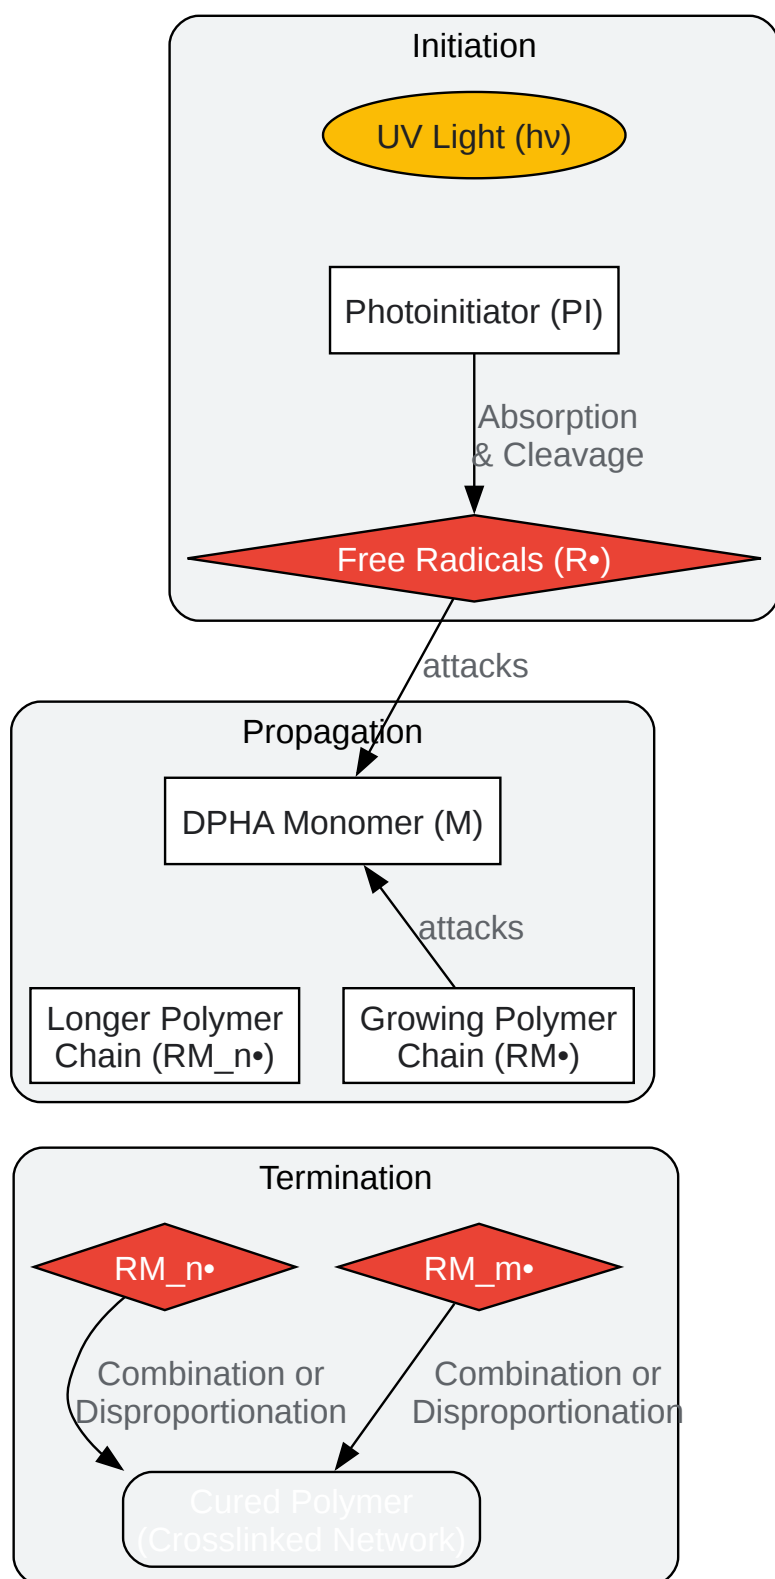 Initiation
UV Light (hν)
Photoinitiator (PI)
Absorption
& Cleavage
Free Radicals (R•)
attacks
Propagation
DPHA Monomer (M)
attacks
Longer Polymer
Chain (RM_n•)
Growing Polymer
Chain (RM•)
Termination
RM_n•
RM_m•
Combination or
Disproportionation
Combination or
Disproportionation
Cured Polymer
(Crosslinked Network)